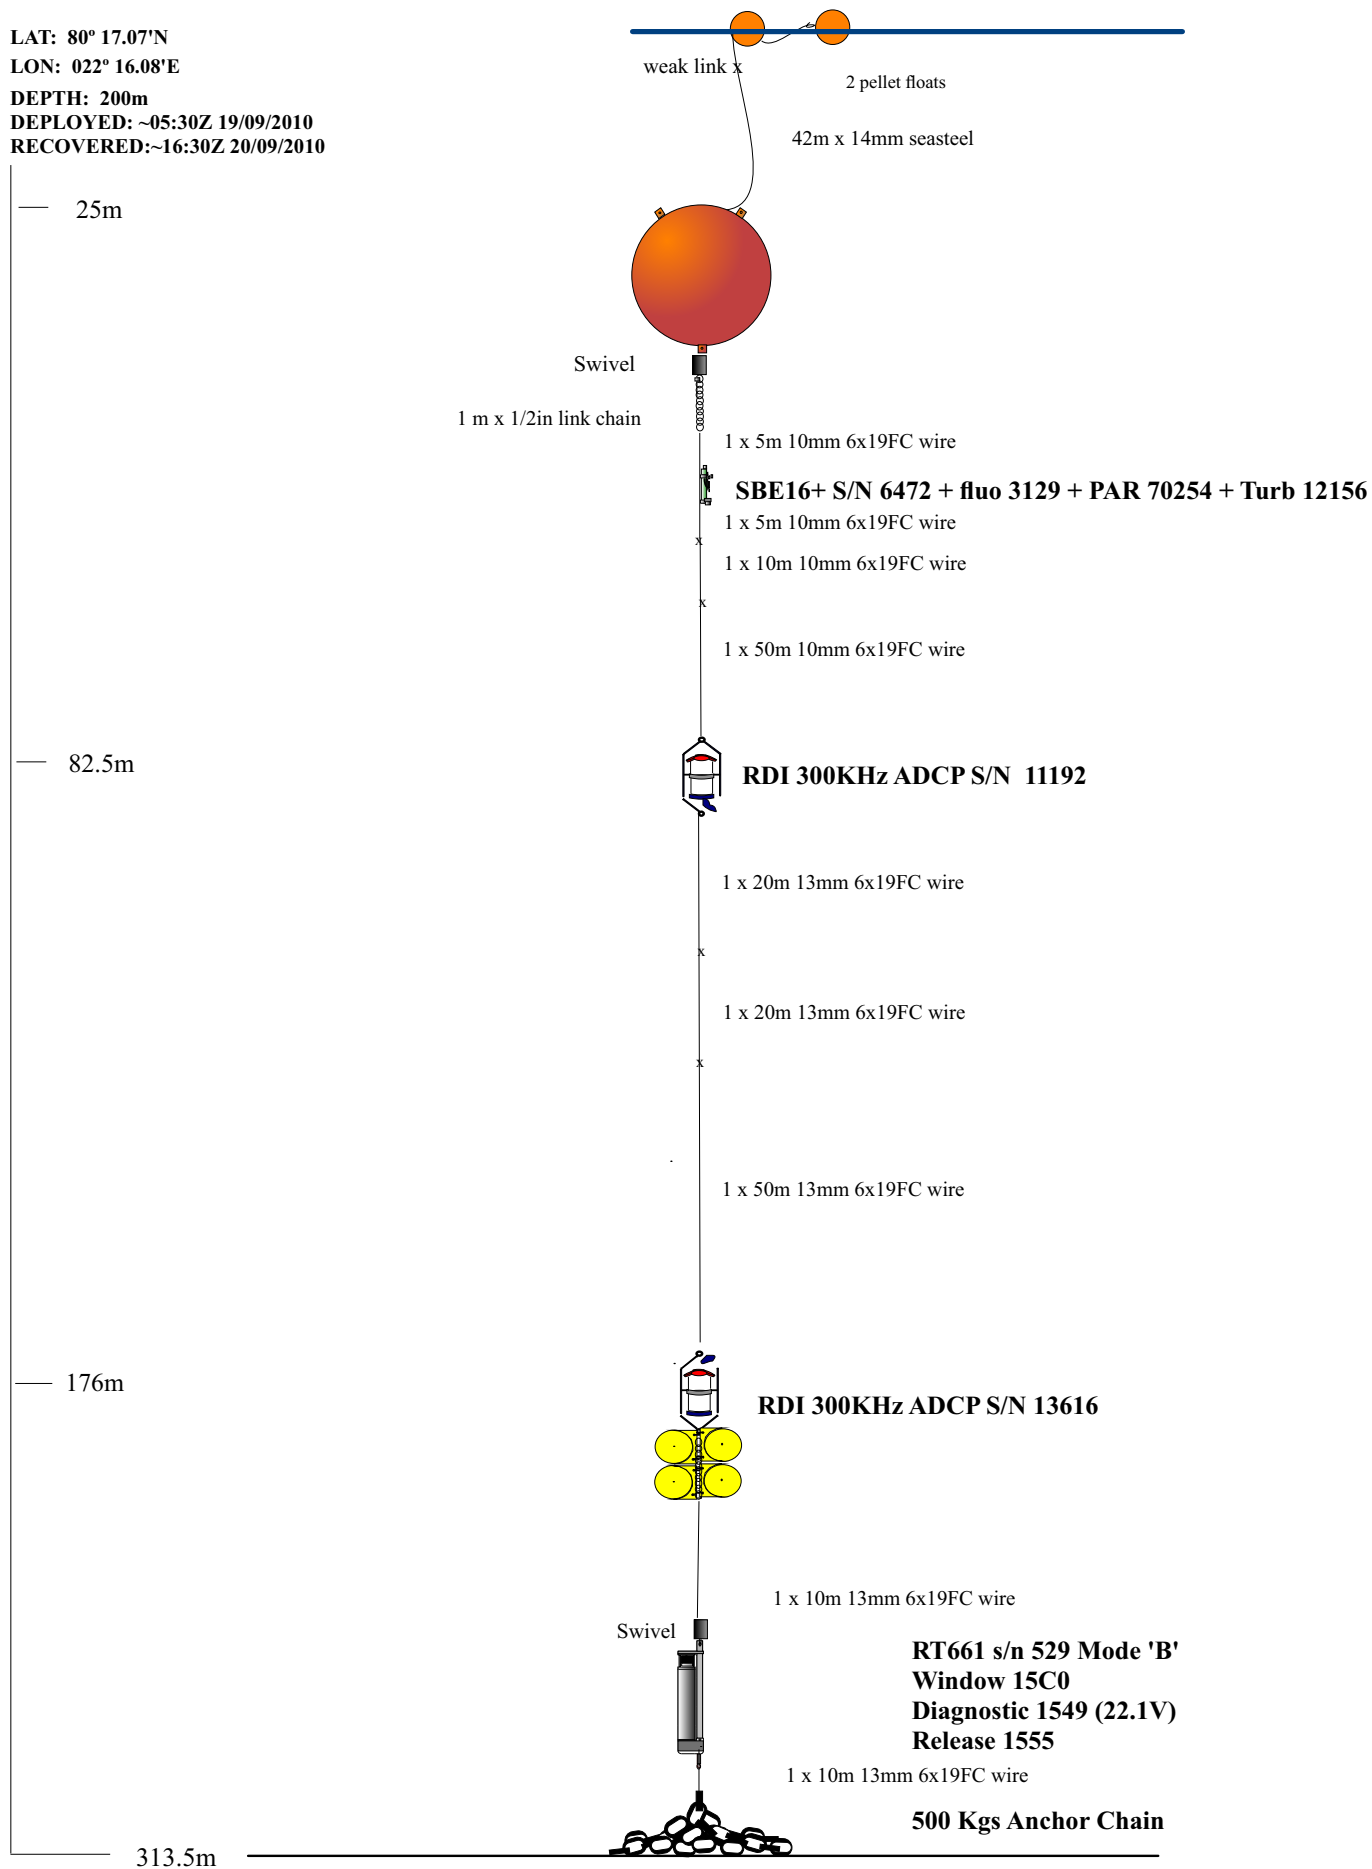 LAT: 80º 17.07'N
LON: 022º 16.08'E
DEPTH: 200m
DEPLOYED: ~05:30Z 19/09/2010
RECOVERED:~16:30Z 20/09/2010
weak link x
2 pellet floats
42m x 14mm seasteel
25m
Swivel
1 m x 1/2in link chain
1 x 5m 10mm 6x19FC wire
SBE16+ S/N 6472 + fluo 3129 + PAR 70254 + Turb 12156
1 x 5m 10mm 6x19FC wire
x
1 x 10m 10mm 6x19FC wire
x
1 x 50m 10mm 6x19FC wire
82.5m
RDI 300KHz ADCP S/N 11192
1 x 20m 13mm 6x19FC wire
x
1 x 20m 13mm 6x19FC wire
x
1 x 50m 13mm 6x19FC wire
176m
RDI 300KHz ADCP S/N 13616
1 x 10m 13mm 6x19FC wire
Swivel
RT661 s/n 529 Mode 'B'
Window 15C0
Diagnostic 1549 (22.1V)
Release 1555
1 x 10m 13mm 6x19FC wire
500 Kgs Anchor Chain
313.5m